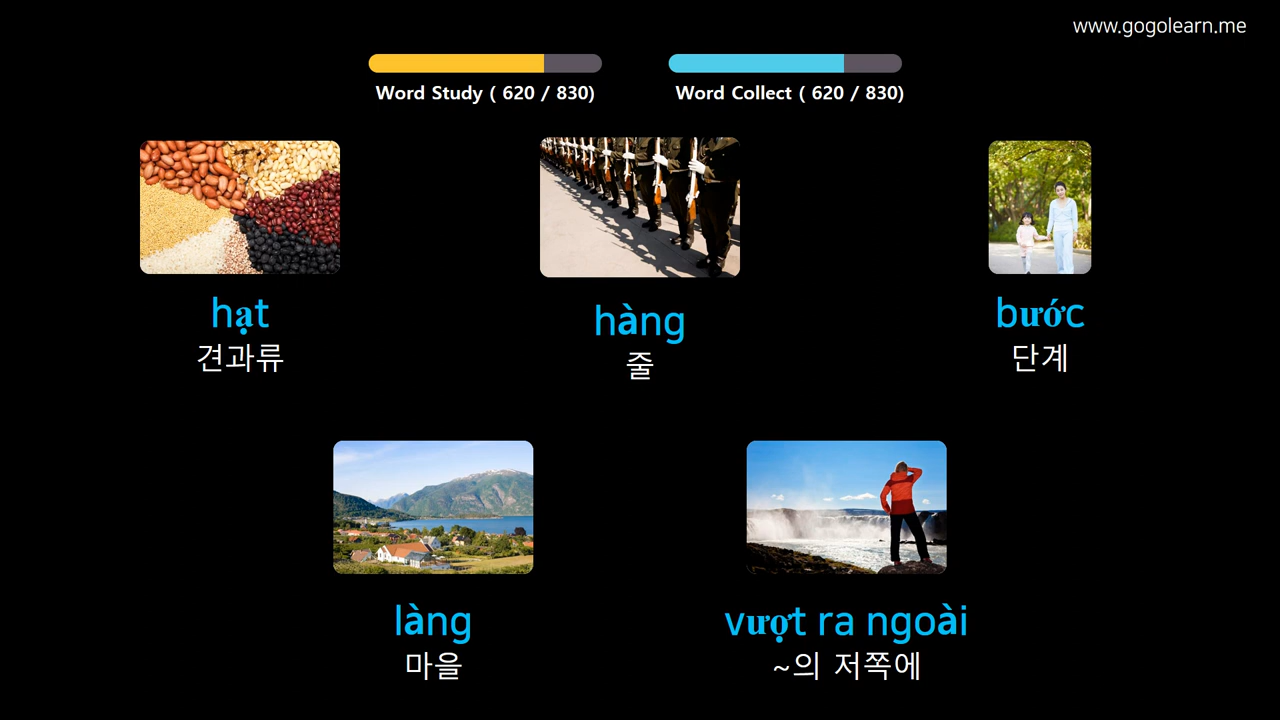 www.gogolearn.me
Word Study ( 620 / 830)
Word Collect ( 620 / 830)
hạt
견과류
hàng
줄
bước
단계
làng
마을
vượt ra ngoài
~의 저쪽에